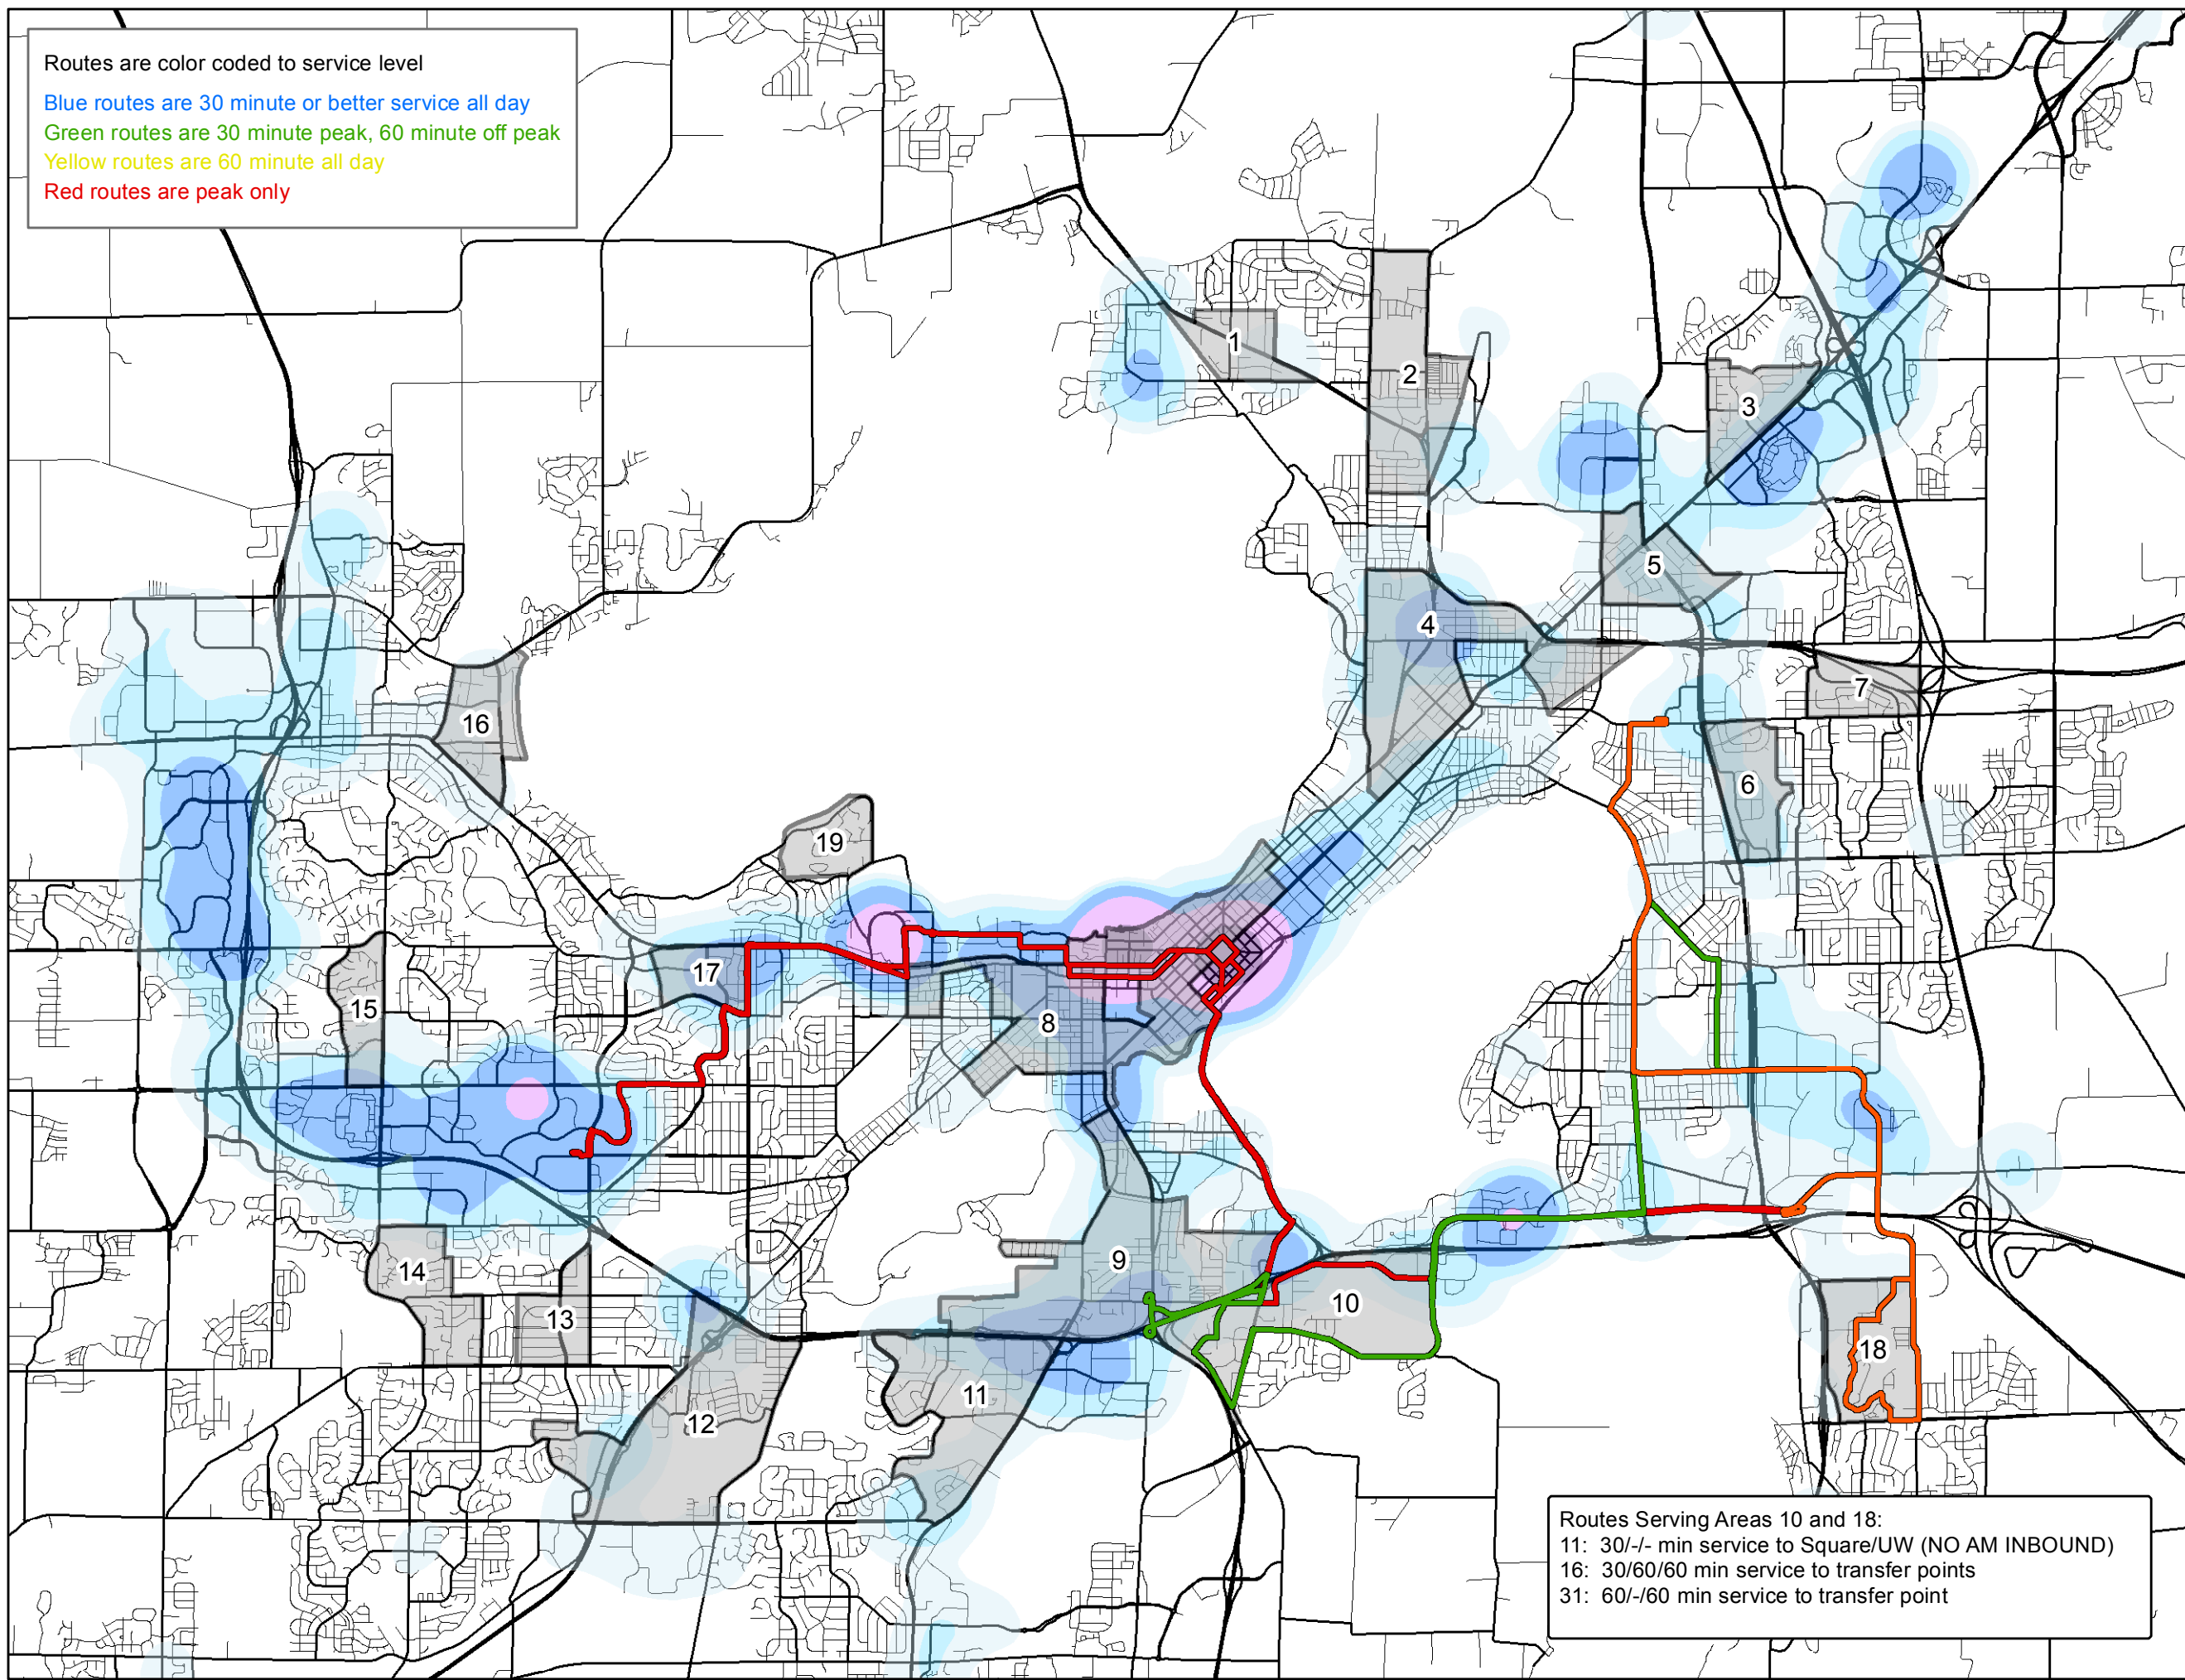 Routes are color coded to service level
Blue routes are 30 minute or better service all day
Green routes are 30 minute peak, 60 minute off peak
Yellow routes are 60 minute all day
Red routes are peak only
1
2
3
5
4
7
16
6
19
17
15
8
9
14
10
13
18
11
12
Routes Serving Areas 10 and 18:
11: 30/-/- min service to Square/UW (NO AM INBOUND)
16: 30/60/60 min service to transfer points
31: 60/-/60 min service to transfer point